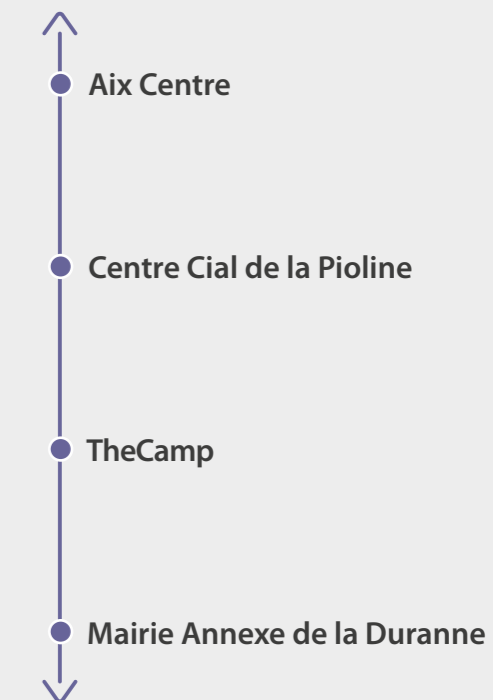 Aix Centre
Centre Cial de la Pioline
TheCamp
Mairie Annexe de la Duranne